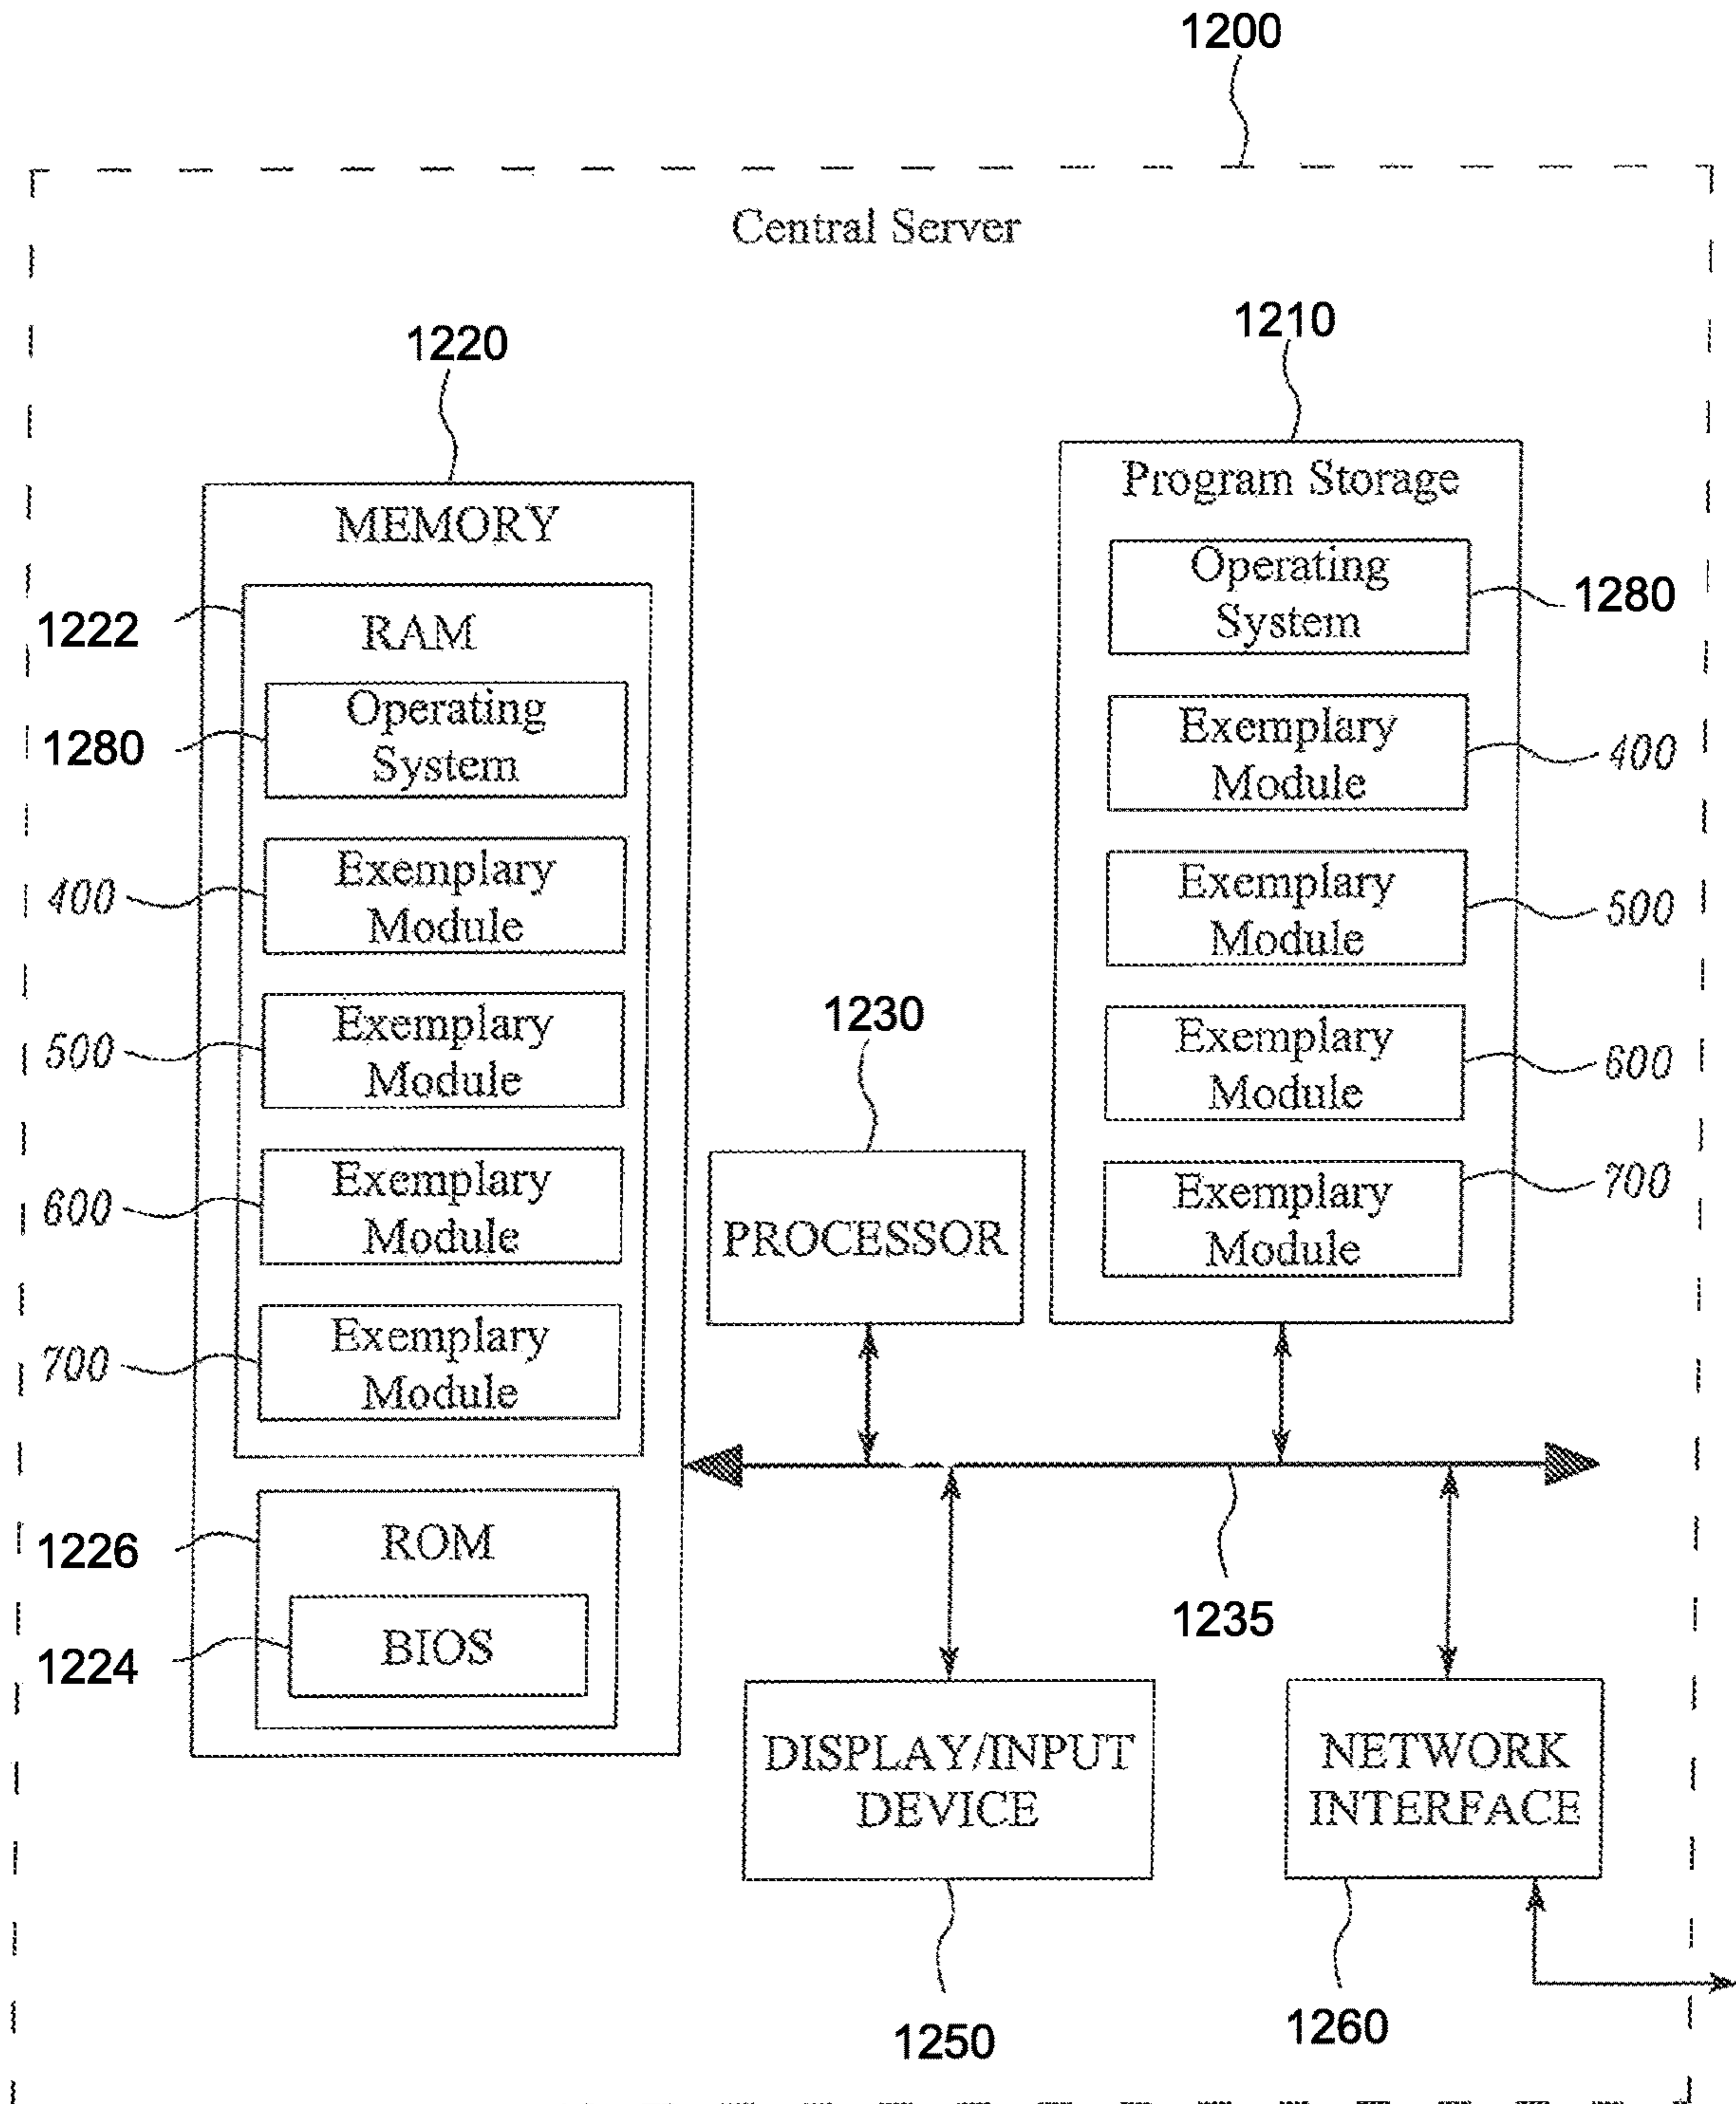 1200
Central Server
1220
MEMORY
1222
RAM
1280
Operating
System
400
Exemplary
Module
500
Exemplary
Module
600
Exemplary
Module
700
Exemplary
Module
1226
ROM
1224
BIOS
1210
Program Storage
Operating
System
1280
Exemplary
Module
400
Exemplary
Module
500
Exemplary
Module
600
Exemplary
Module
700
1230
PROCESSOR
1235
DISPLAY/INPUT
DEVICE
1250
NETWORK
INTERFACE
1260